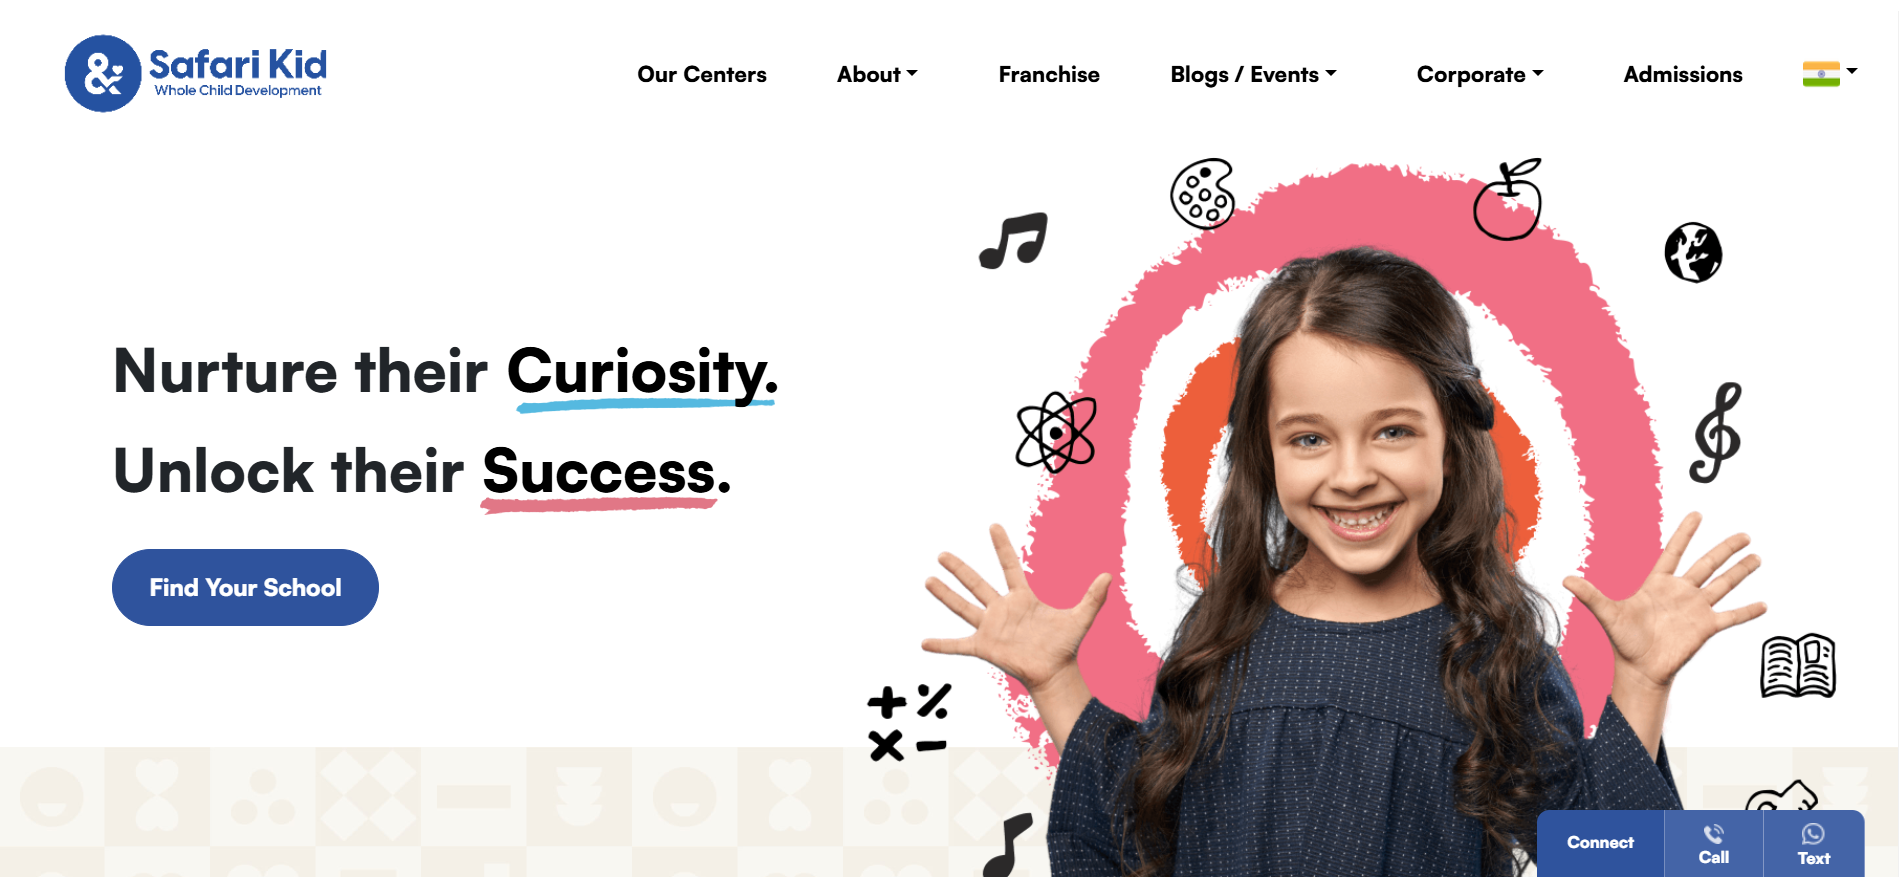 Safari Kid
Whole Child Development
Our Centers
About
Franchise
Blogs / Events
Corporate
Admissions
Nurture their Curiosity.
Unlock their Success.
Find Your School
Connect
Call
Text